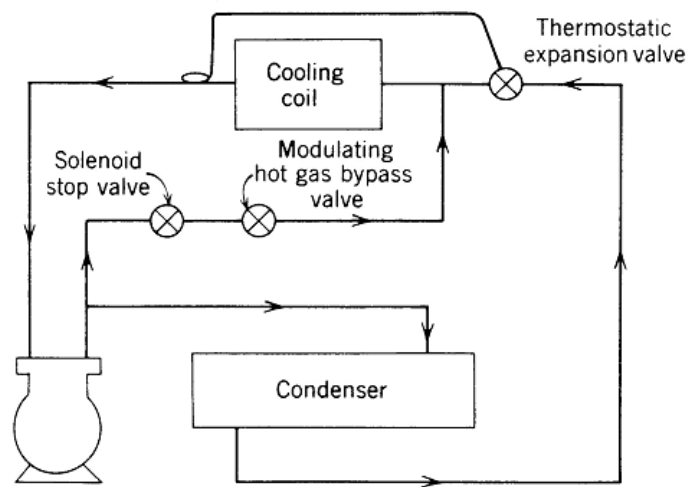 Thermostatic
expansion valve
Cooling
coil
Solenoid
stop valve
Modulating
hot gas bypass
valve
Condenser